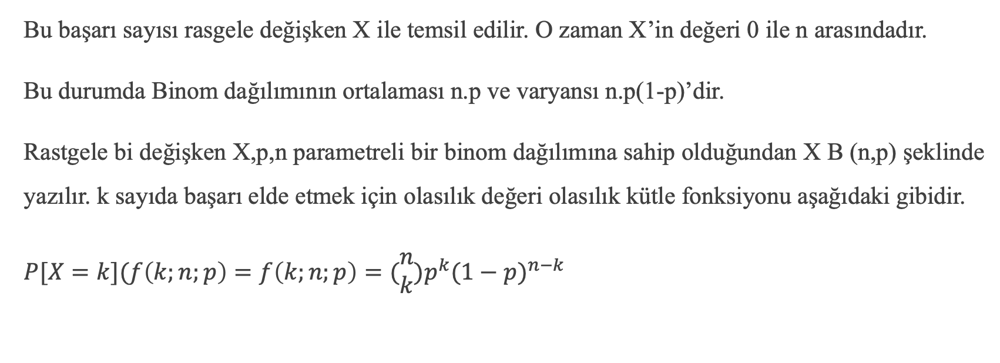 Bu başarı sayısı rasgele değişken X ile temsil edilir. O zaman X’in değeri 0 ile n arasındadır.
Bu durumda Binom dağılımının ortalaması n.p ve varyansı n.p(1-p)’dir.
Rastgele bi değişken X,p,n parametreli bir binom dağılımına sahip olduğundan X B (n,p) şeklinde
yazılır. k sayıda başarı elde etmek için olasılık değeri olasılık kütle fonksiyonu aşağıdaki gibidir.
P[X = k](f(k; n; p) = f(k; n; p) = (n k)p^k(1 − p)^{n−k}